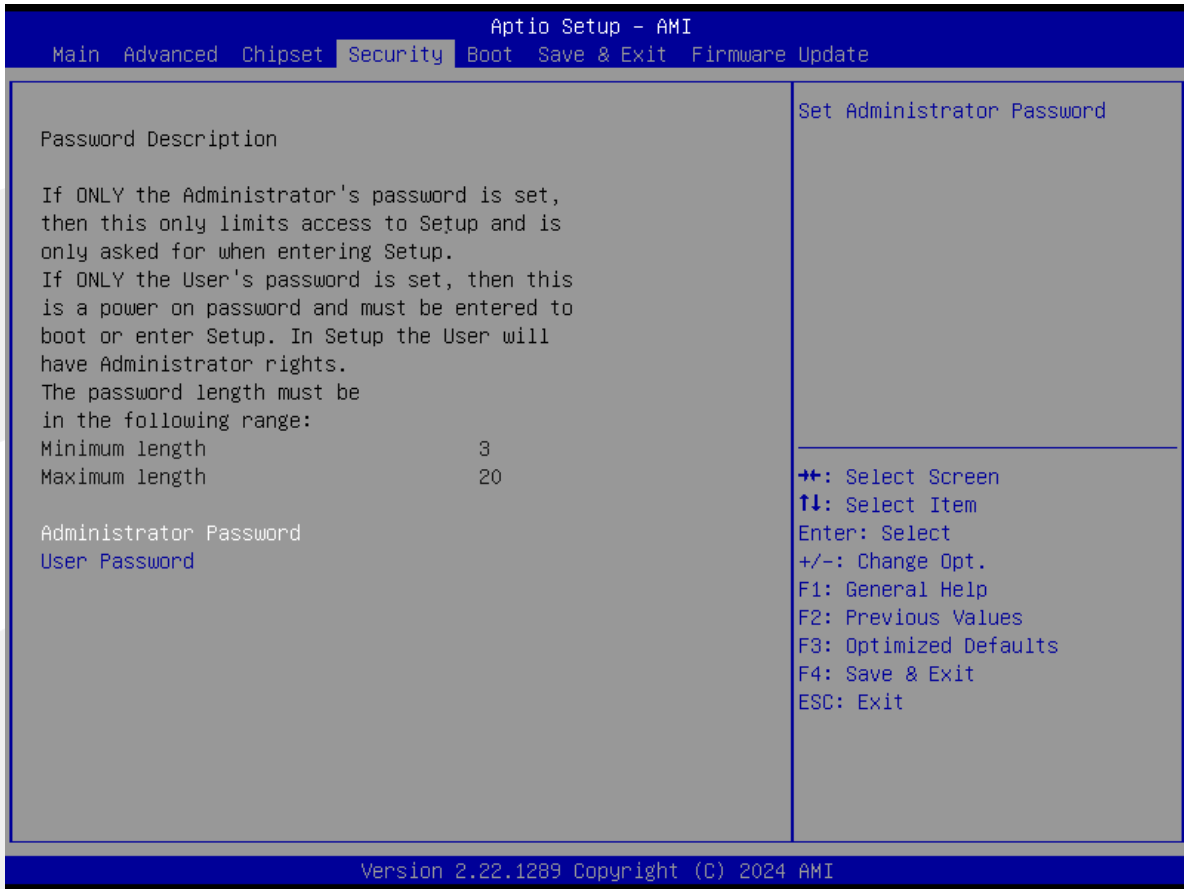 Aptio Setup – AMI
Main Advanced Chipset Security Boot Save & Exit Firmware Update
Password Description
If ONLY the Administrator's password is set,
then this only limits access to Setup and is
only asked for when entering Setup.
If ONLY the User's password is set, then this
is a power on password and must be entered to
boot or enter Setup. In Setup the User will
have Administrator rights.
The password length must be
in the following range:
Minimum length 3
Maximum length 20
Administrator Password
User Password
Set Administrator Password
→←: Select Screen
↑↓: Select Item
Enter: Select
+/-: Change Opt.
F1: General Help
F2: Previous Values
F3: Optimized Defaults
F4: Save & Exit
ESC: Exit
Version 2.22.1289 Copyright (C) 2024 AMI